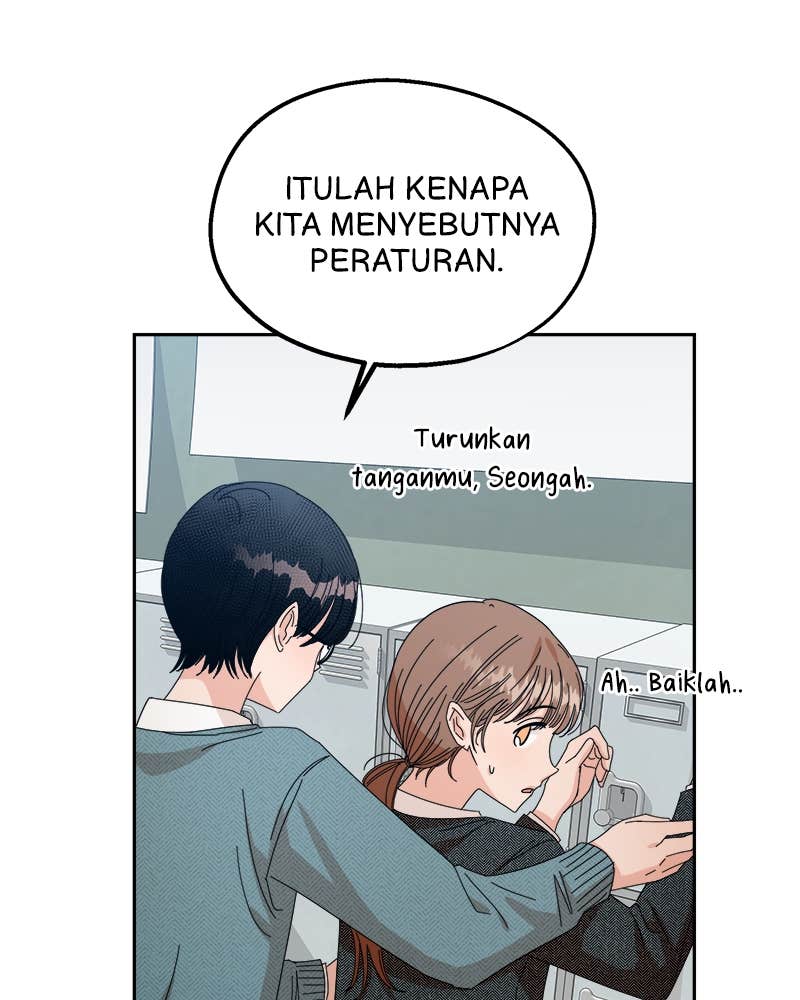 ITULAH KENAPA
KITA MENYEBUTNYA
PERATURAN.
Turunkan
tanganmu, Seongah.
Ah.. Baiklah..